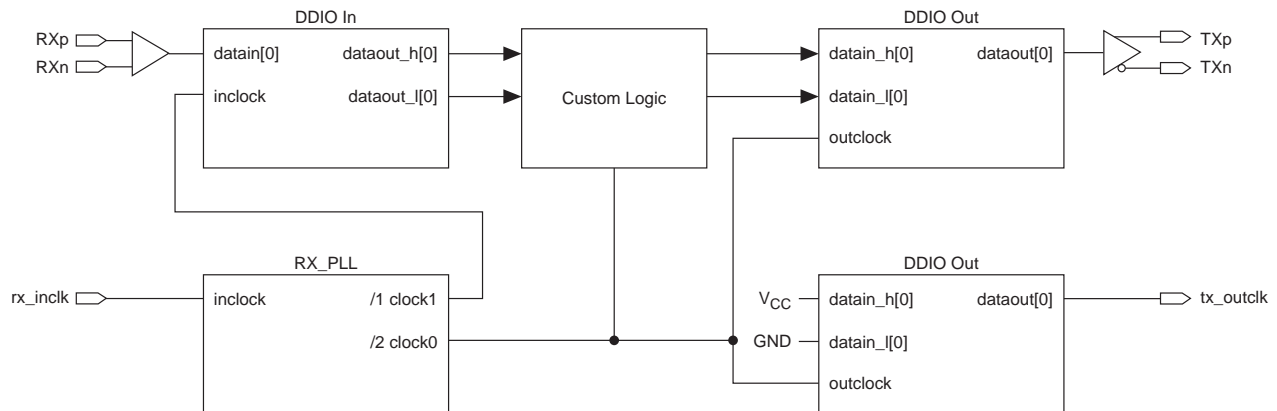 DDIO In
DDIO Out
RXp
RXn
datain[0]
dataout_h[0]
inclock
dataout_l[0]
Custom Logic
datain_h[0]
dataout[0]
datain_l[0]
outclock
TXp
TXn
RX_PLL
DDIO Out
rx_inclk
inclock
/1 clock1
/2 clock0
VCC
datain_h[0]
dataout[0]
tx_outclk
GND
datain_l[0]
outclock